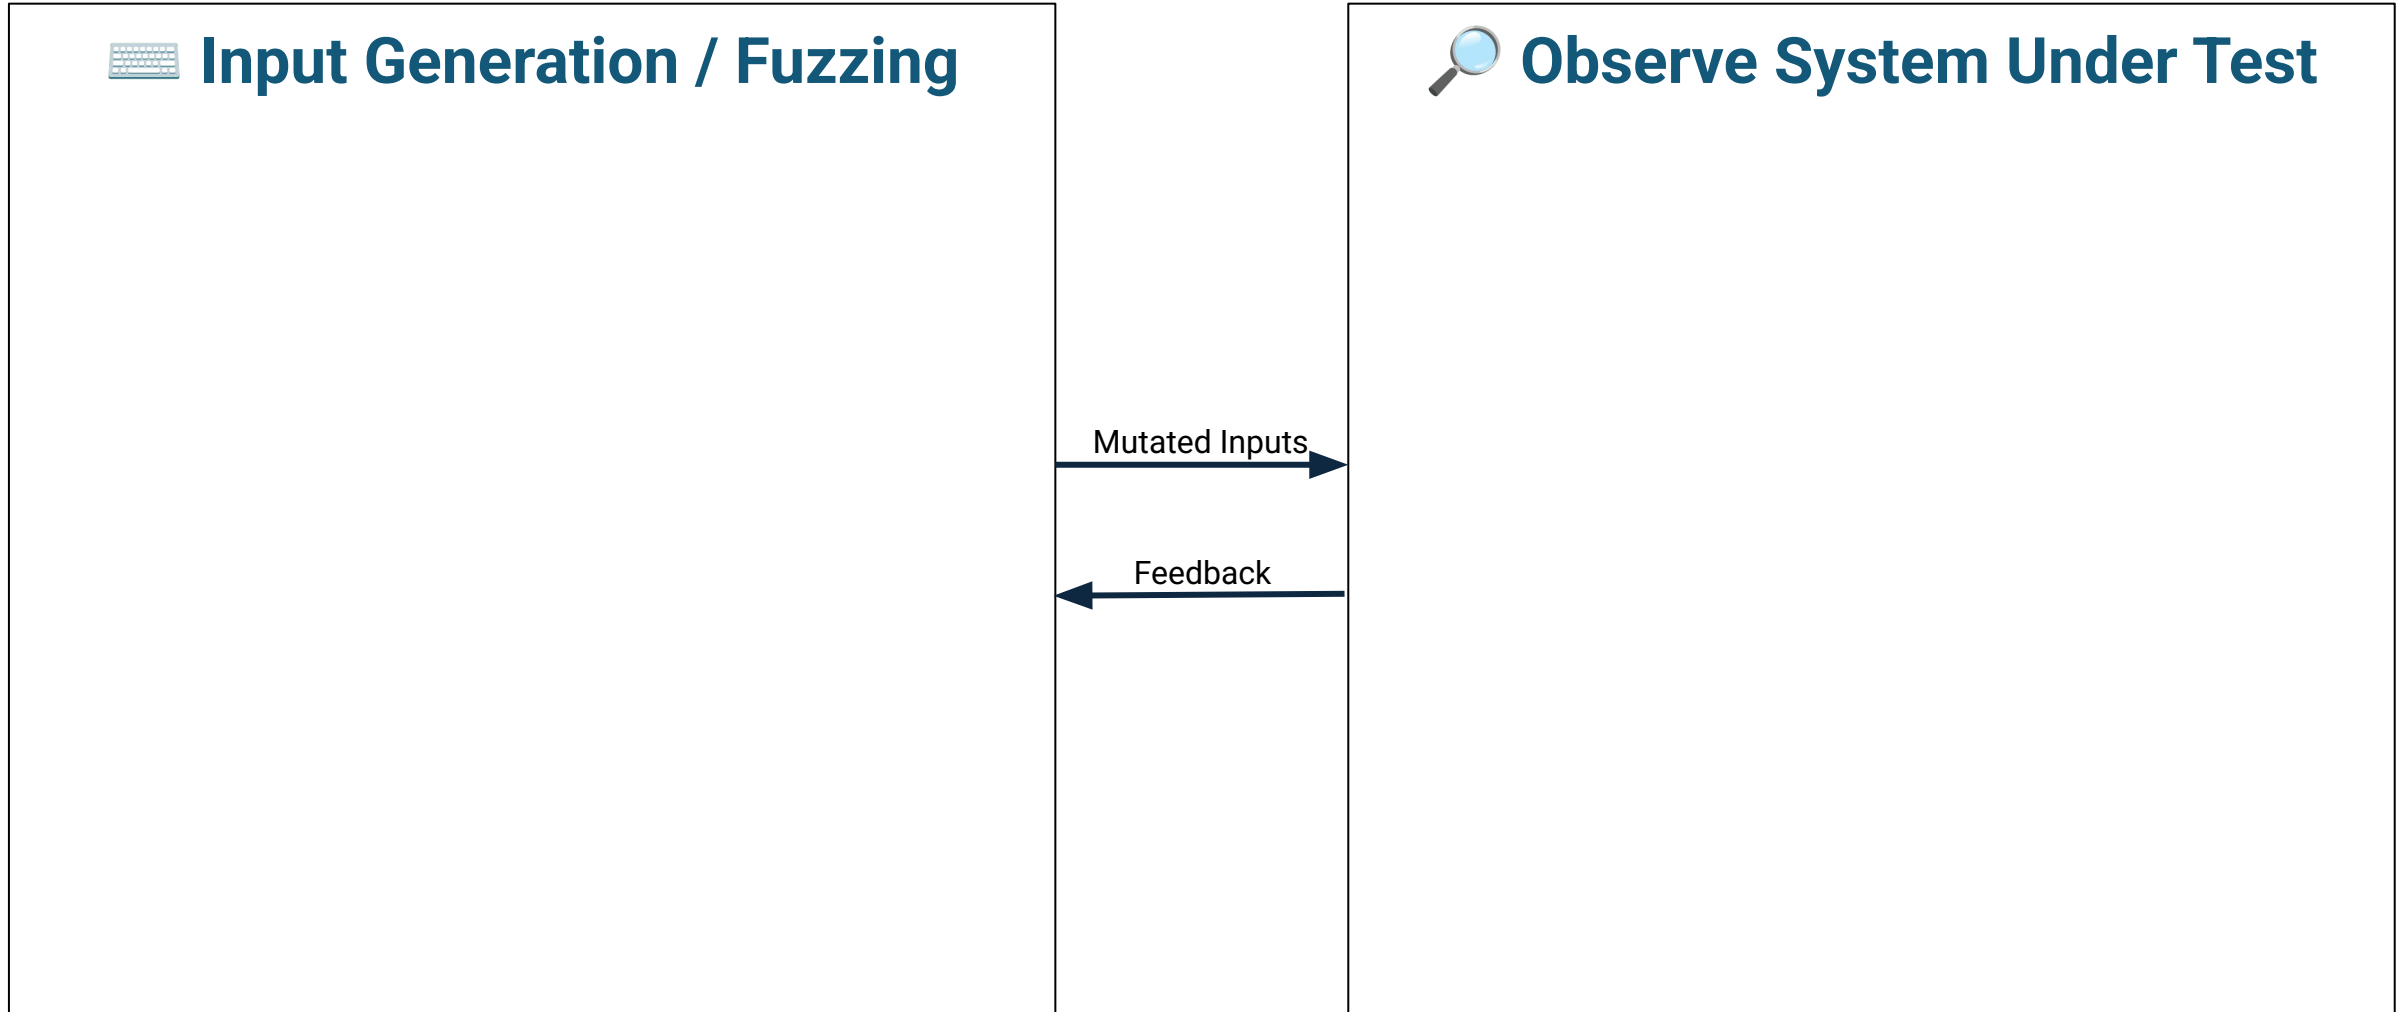 Input Generation / Fuzzing
Observe System Under Test
Mutated Inputs
Feedback